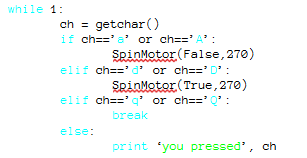 while 1:
ch = getchar()
if ch==’a’ or ch==’A’:
SpinMotor(False,270)
elif ch==’d’ or ch==’D’:
SpinMotor(True,270)
elif ch==’q’ or ch==’Q’:
break
else:
print ‘you pressed’, ch